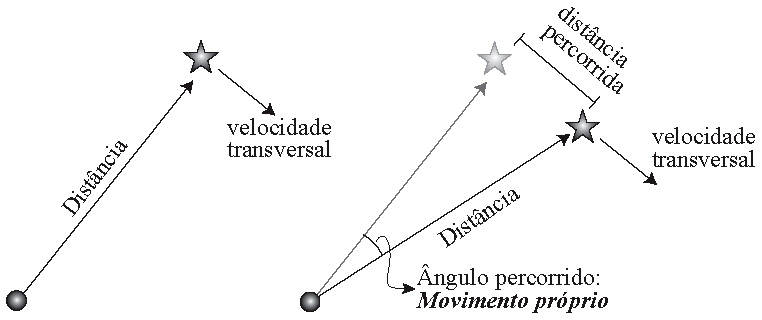 Distância
velocidade
transversal
distância
percorrida
velocidade
transversal
Distância
Ângulo percorrido:
Movimento próprio